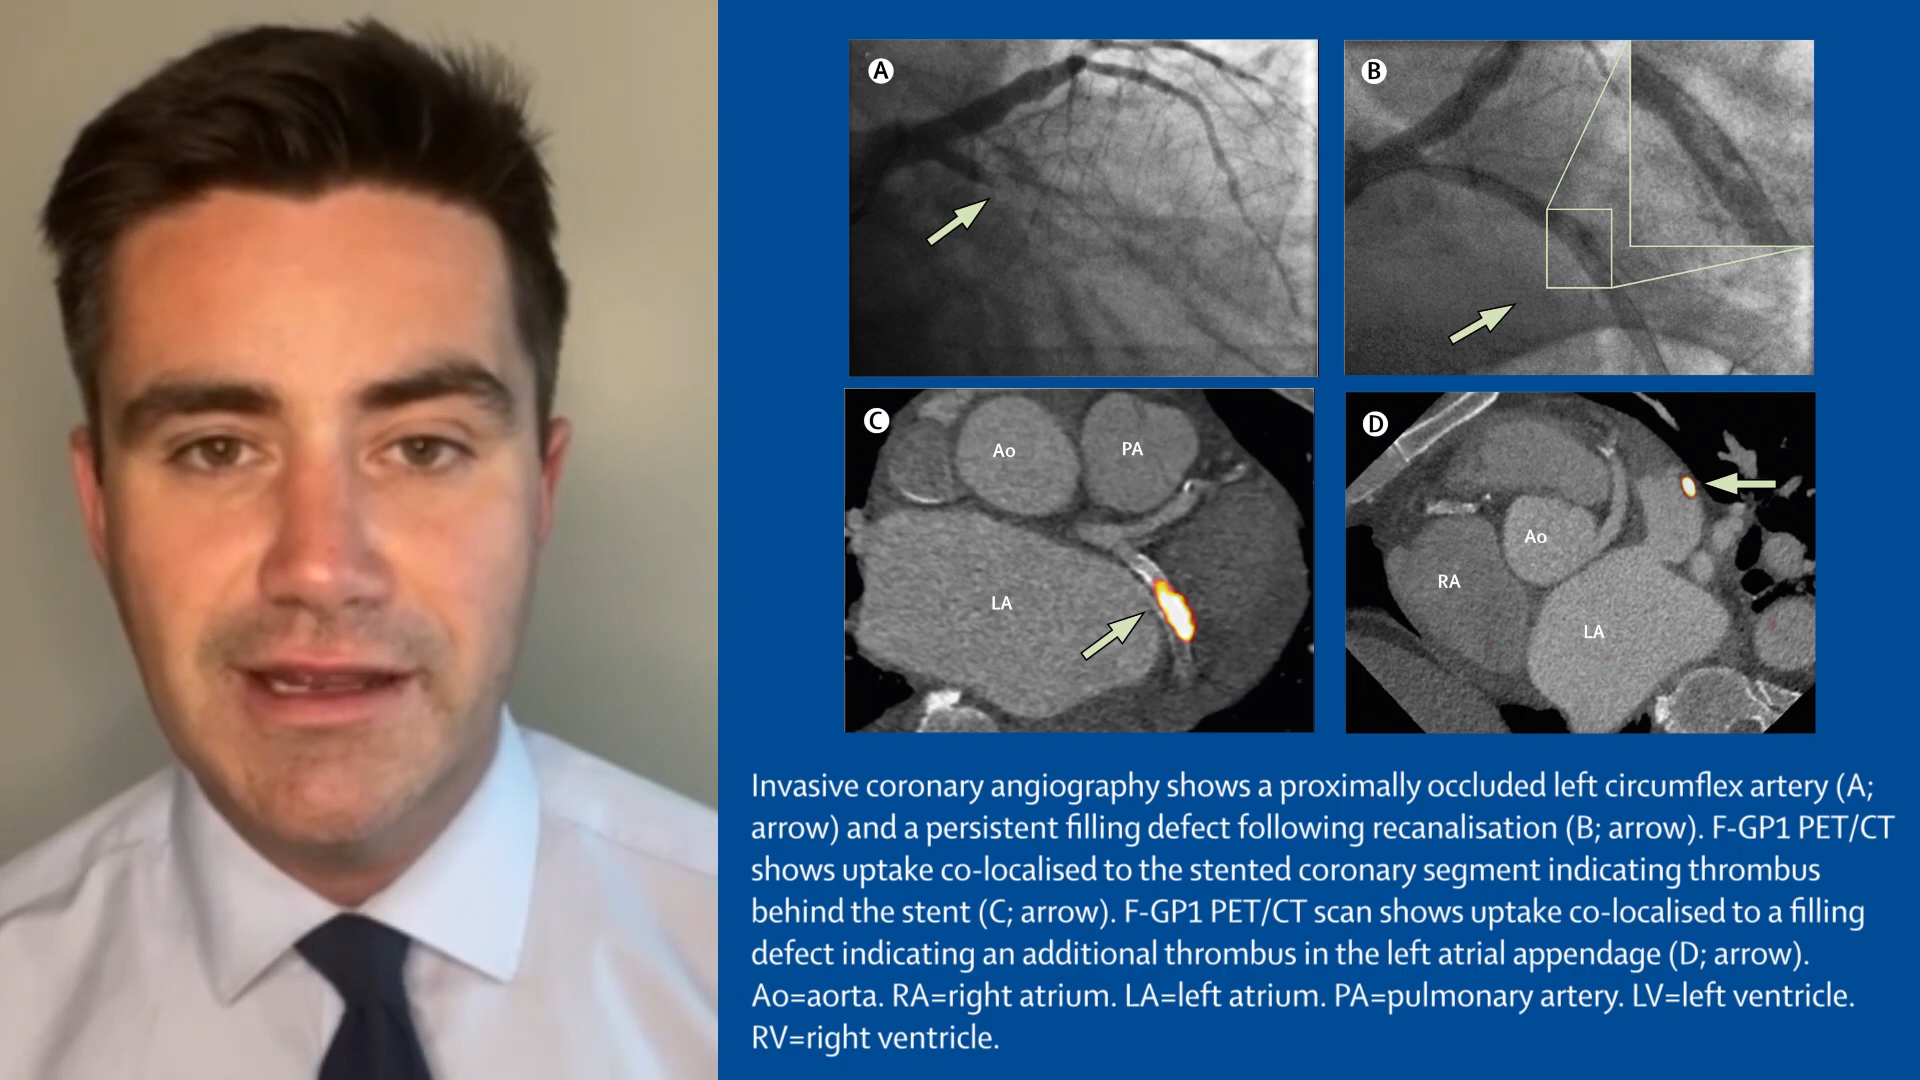 A
B
C
Ao
PA
LA
D
Ao
RA
LA
Invasive coronary angiography shows a proximally occluded left circumflex artery (A;
arrow) and a persistent filling defect following recanalisation (B; arrow). F-GP1 PET/CT
shows uptake co-localised to the stented coronary segment indicating thrombus
behind the stent (C; arrow). F-GP1 PET/CT scan shows uptake co-localised to a filling
defect indicating an additional thrombus in the left atrial appendage (D; arrow).
Ao=aorta. RA=right atrium. LA=left atrium. PA=pulmonary artery. LV=left ventricle.
RV=right ventricle.